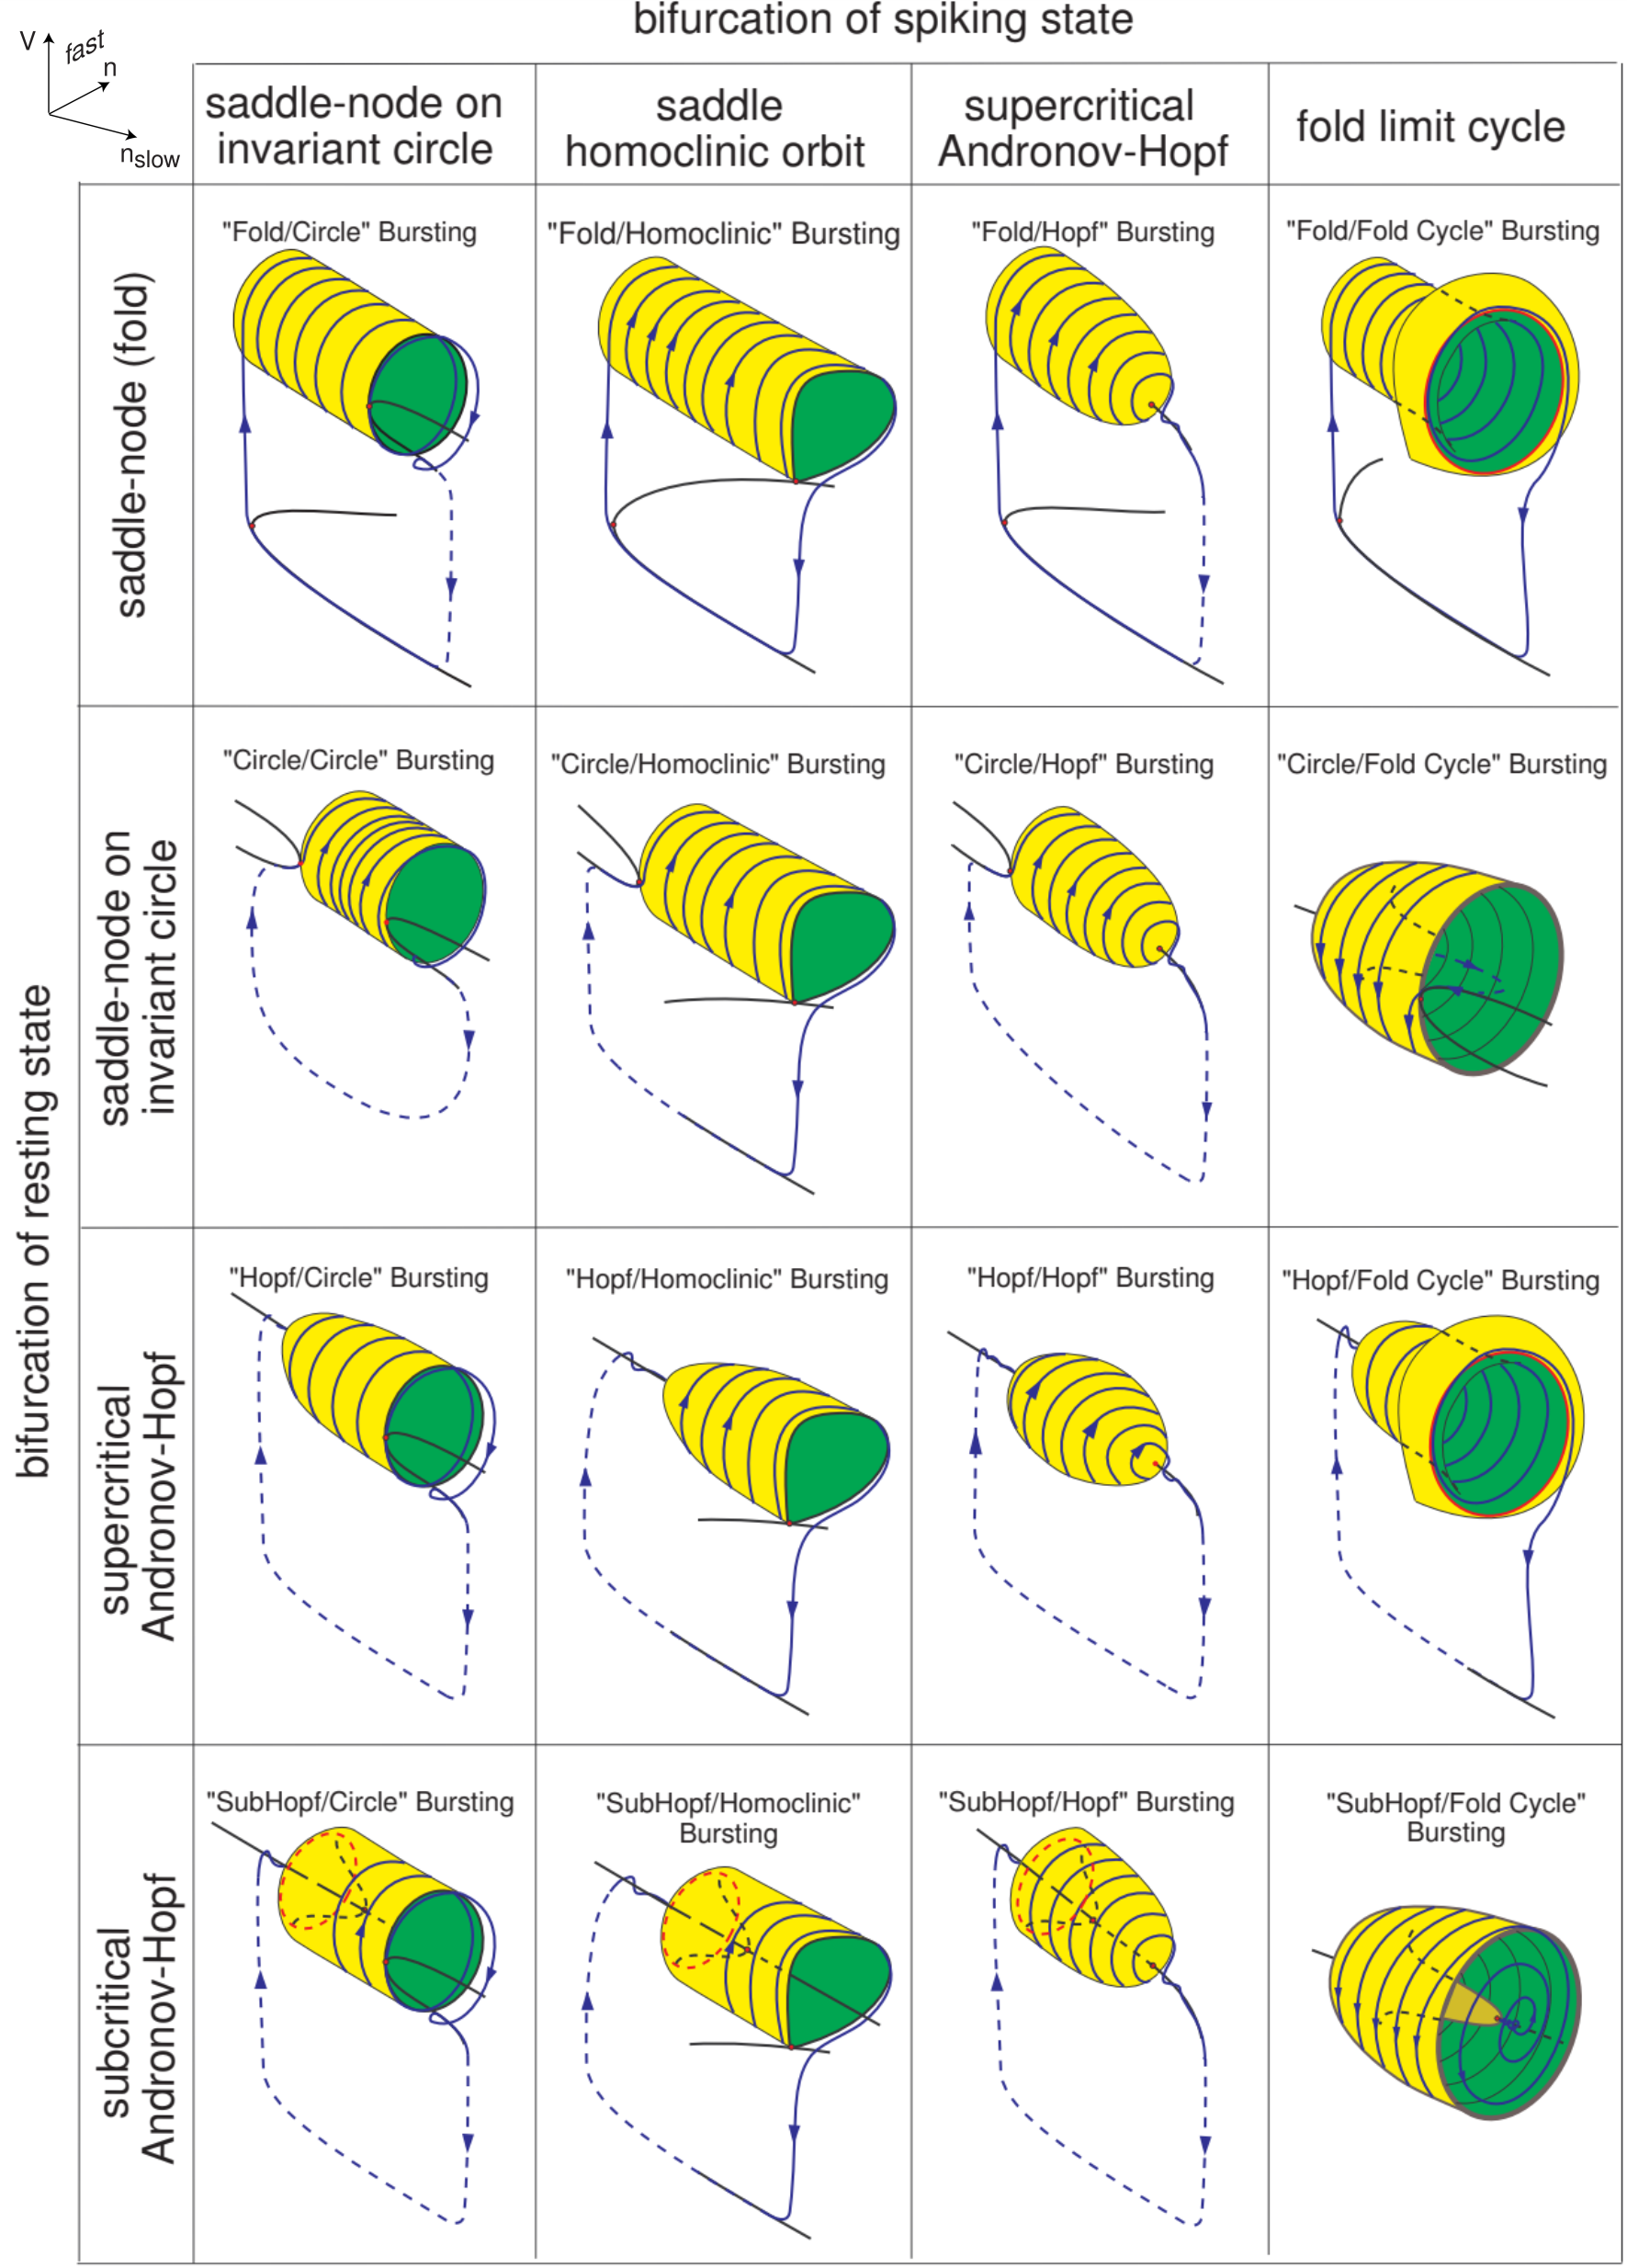 bifurcation of spiking state
V
fast
n
nslow
saddle-node on
invariant circle
saddle
homoclinic orbit
supercritical
Andronov-Hopf
fold limit cycle
bifurcation of resting state
saddle-node (fold)
"Fold/Circle" Bursting
"Fold/Homoclinic" Bursting
"Fold/Hopf" Bursting
"Fold/Fold Cycle" Bursting
saddle-node on
invariant circle
"Circle/Circle" Bursting
"Circle/Homoclinic" Bursting
"Circle/Hopf" Bursting
"Circle/Fold Cycle" Bursting
supercritical
Andronov-Hopf
"Hopf/Circle" Bursting
"Hopf/Homoclinic" Bursting
"Hopf/Hopf" Bursting
"Hopf/Fold Cycle" Bursting
subcritical
Andronov-Hopf
"SubHopf/Circle" Bursting
"SubHopf/Homoclinic"
Bursting
"SubHopf/Hopf" Bursting
"SubHopf/Fold Cycle"
Bursting